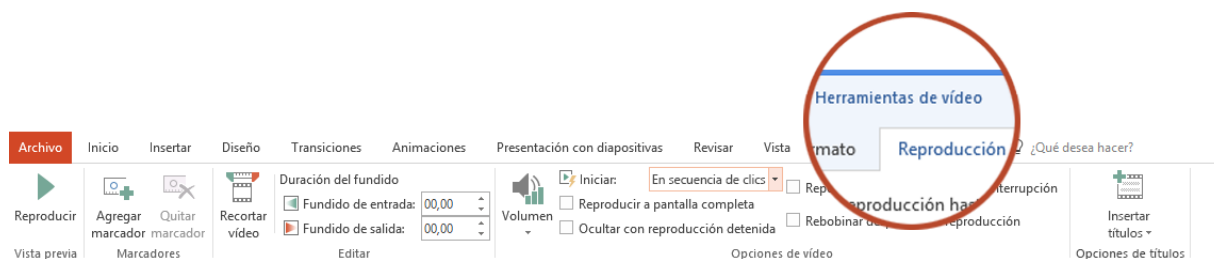 Herramientas de vídeo
Archivo Inicio Insertar Diseño Transiciones Animaciones Presentación con diapositivas Revisar Vista rmato Reproducción ¿Qué desea hacer?
Duración del fundido Iniciar: En secuencia de clics terrupción
Fundido de entrada: 00,00 Reproducir a pantalla completa producción has
Reproducir Agregar marcador Quitar marcador Recortar vídeo Fundido de salida: 00,00 Volumen Ocultar con reproducción detenida Rebobinar reproducción Insertar títulos
Vista previa Marcadores Editar Opciones de vídeo Opciones de títulos